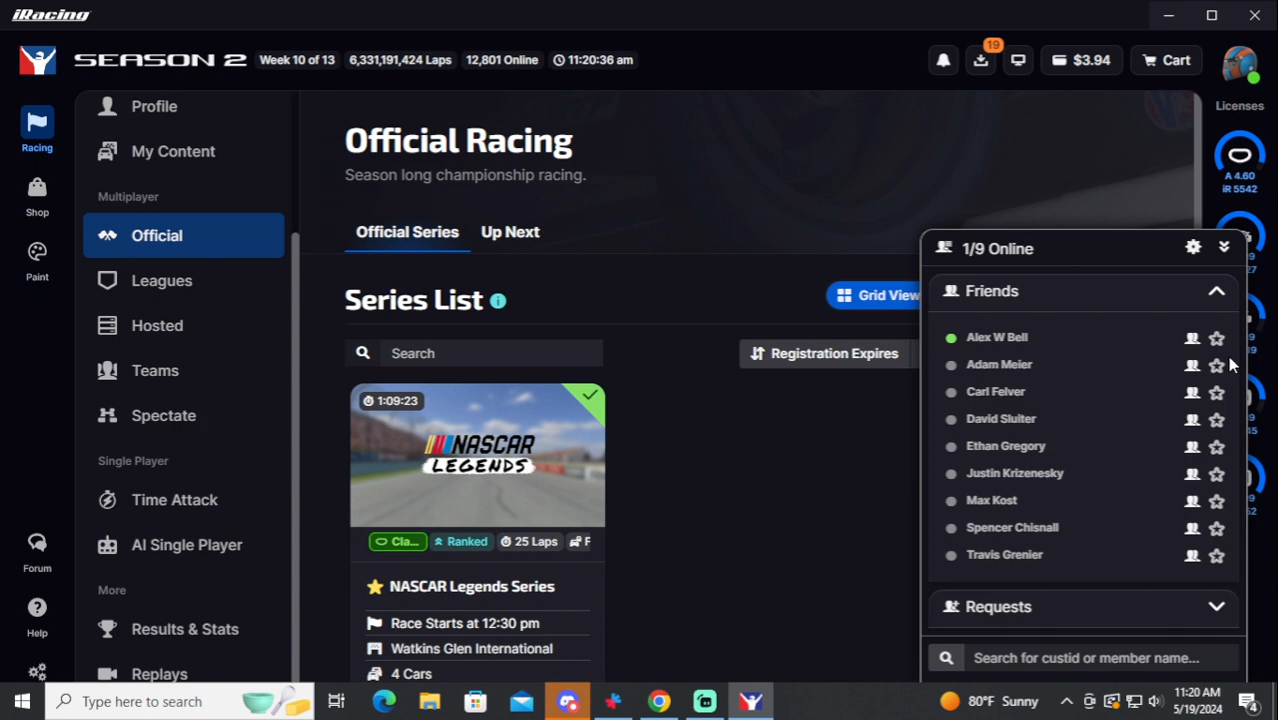 iRacing
SEASON 2
Week 10 of 13
6,331,191,424 Laps
12,801 Online
11:20:36 am
19
$3.94
Cart
Racing
Shop
Paint
Forum
Help
Profile
My Content
Multiplayer
Official
Leagues
Hosted
Teams
Spectate
Single Player
Time Attack
AI Single Player
More
Results & Stats
Replays
Official Racing
Season long championship racing.
Official Series
Up Next
Series List
Grid View
Search
Registration Expires
1:09:23
NASCAR
LEGENDS
Cla...
Ranked
25 Laps
F
NASCAR Legends Series
Race Starts at 12:30 pm
Watkins Glen International
4 Cars
1/9 Online
Friends
Alex W Bell
Adam Meier
Carl Felver
David Sluiter
Ethan Gregory
Justin Krizenesky
Max Kost
Spencer Chisnall
Travis Grenier
Requests
Search for custid or member name...
Licenses
A 4.60
iR 5542
Type here to search
80°F Sunny
11:20 AM
5/19/2024
4